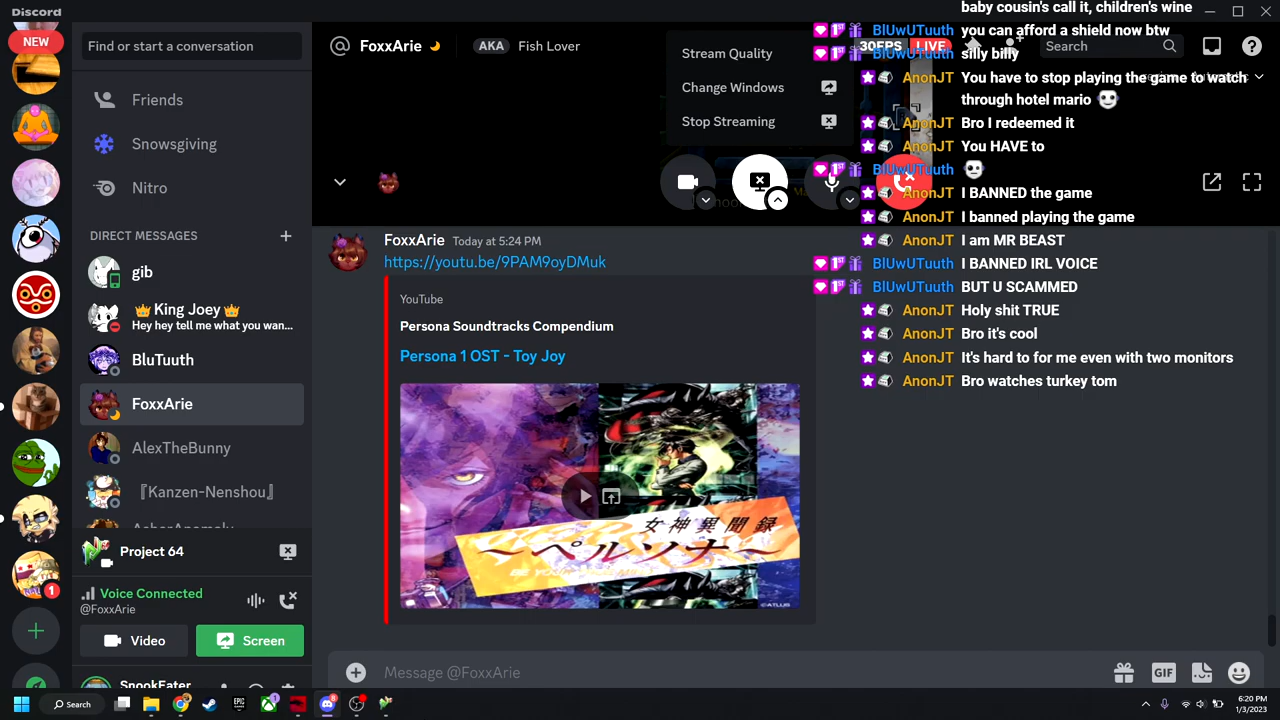 Discord
NEW
Find or start a conversation
Friends
Snowsgiving
Nitro
DIRECT MESSAGES
gib
King Joey
Hey hey tell me what you wan...
BluTuuth
FoxxArie
AlexTheBunny
『Kanzen-Nenshou』
Project 64
Voice Connected
@FoxxArie
Video
Screen
SnookEater
FoxxArie
AKA
Fish Lover
Stream Quality
Change Windows
Stop Streaming
30FPS
LIVE
Search
FoxxArie Today at 5:24 PM
https://youtu.be/9PAM9oyDMuk
YouTube
Persona Soundtracks Compendium
Persona 1 OST - Toy Joy
女神異聞録
～ペルソナ～
©ATLUS
Message @FoxxArie
GIF
baby cousin's call it, children's wine
BlUwUTuuth you can afford a shield now btw
BlUwUTuuth silly billy
AnonJT You have to stop playing the game to watch
through hotel mario
AnonJT Bro I redeemed it
AnonJT You HAVE to
BlUwUTuuth
AnonJT I BANNED the game
AnonJT I banned playing the game
AnonJT I am MR BEAST
BlUwUTuuth I BANNED IRL VOICE
BlUwUTuuth BUT U SCAMMED
AnonJT Holy shit TRUE
AnonJT Bro it's cool
AnonJT It's hard to for me even with two monitors
AnonJT Bro watches turkey tom
1
Search
EPIC
6:20 PM
1/3/2023